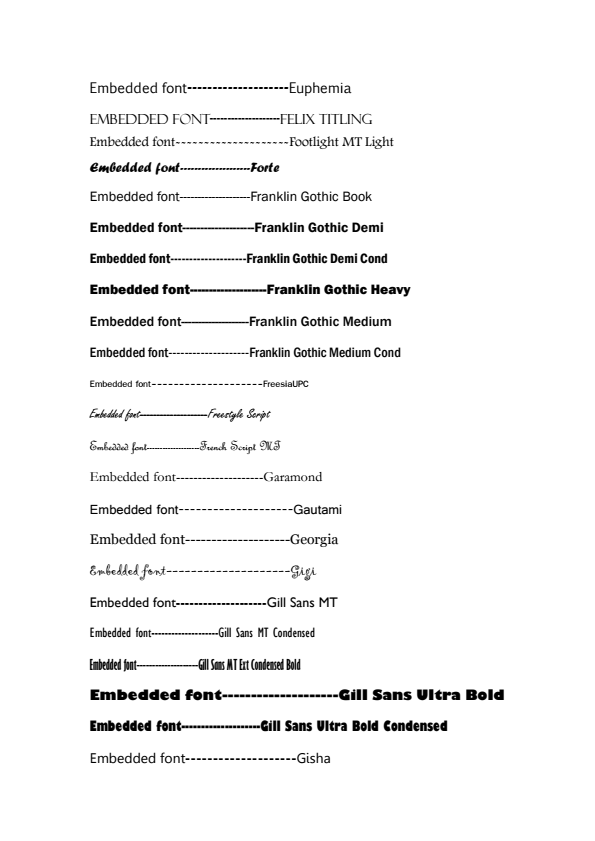 Embedded font--------------------Euphemia
EMBEDDED FONT--------------------FELIX TITLING
Embedded font--------------------Footlight MT Light
Embedded font--------------------Forte
Embedded font--------------------Franklin Gothic Book
Embedded font--------------------Franklin Gothic Demi
Embedded font--------------------Franklin Gothic Demi Cond
Embedded font--------------------Franklin Gothic Heavy
Embedded font--------------------Franklin Gothic Medium
Embedded font--------------------Franklin Gothic Medium Cond
Embedded font--------------------FreesiaUPC
Embedded font--------------------Freestyle Script
Embedded font--------------------French Script MT
Embedded font--------------------Garamond
Embedded font--------------------Gautami
Embedded font--------------------Georgia
Embedded font--------------------Gigi
Embedded font--------------------Gill Sans MT
Embedded font--------------------Gill Sans MT Condensed
Embedded font--------------------Gill Sans MT Ext Condensed Bold
Embedded font--------------------Gill Sans Ultra Bold
Embedded font--------------------Gill Sans Ultra Bold Condensed
Embedded font--------------------Gisha